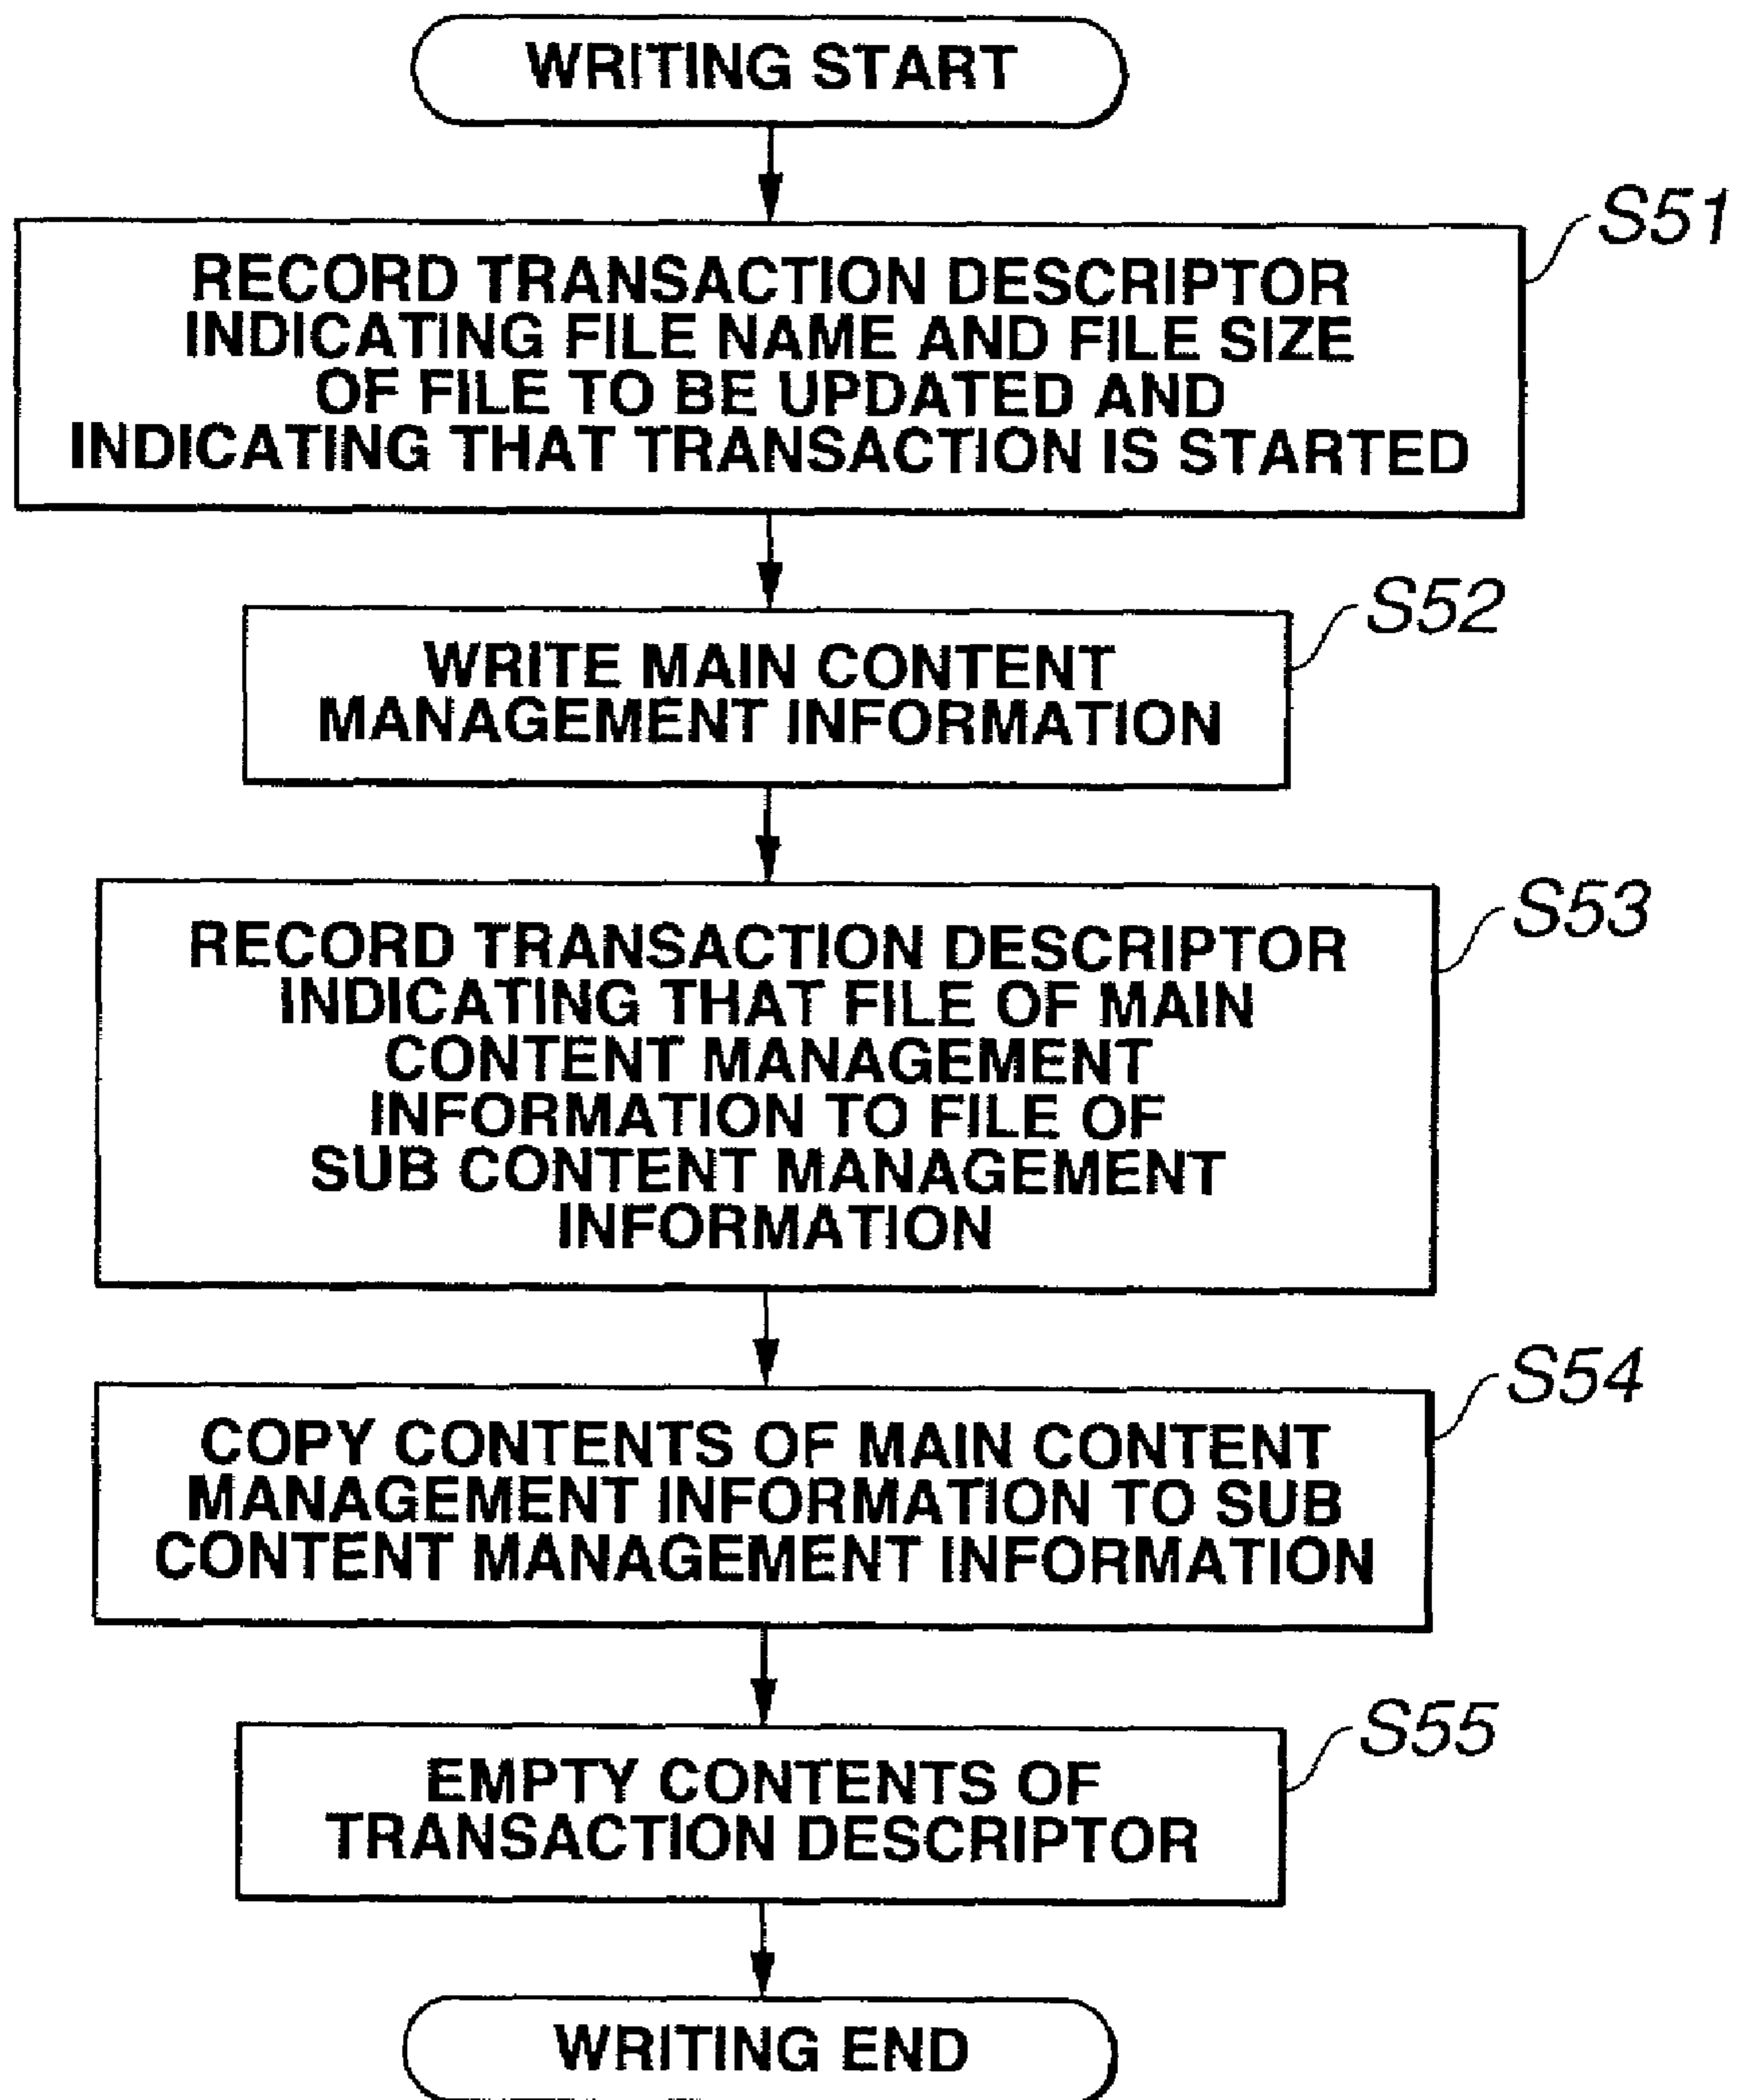 WRITING START
S51
RECORD TRANSACTION DESCRIPTOR
INDICATING FILE NAME AND FILE SIZE
OF FILE TO BE UPDATED AND
INDICATING THAT TRANSACTION IS STARTED
S52
WRITE MAIN CONTENT
MANAGEMENT INFORMATION
S53
RECORD TRANSACTION DESCRIPTOR
INDICATING THAT FILE OF MAIN
CONTENT MANAGEMENT
INFORMATION TO FILE OF
SUB CONTENT MANAGEMENT
INFORMATION
S54
COPY CONTENTS OF MAIN CONTENT
MANAGEMENT INFORMATION TO SUB
CONTENT MANAGEMENT INFORMATION
S55
EMPTY CONTENTS OF
TRANSACTION DESCRIPTOR
WRITING END